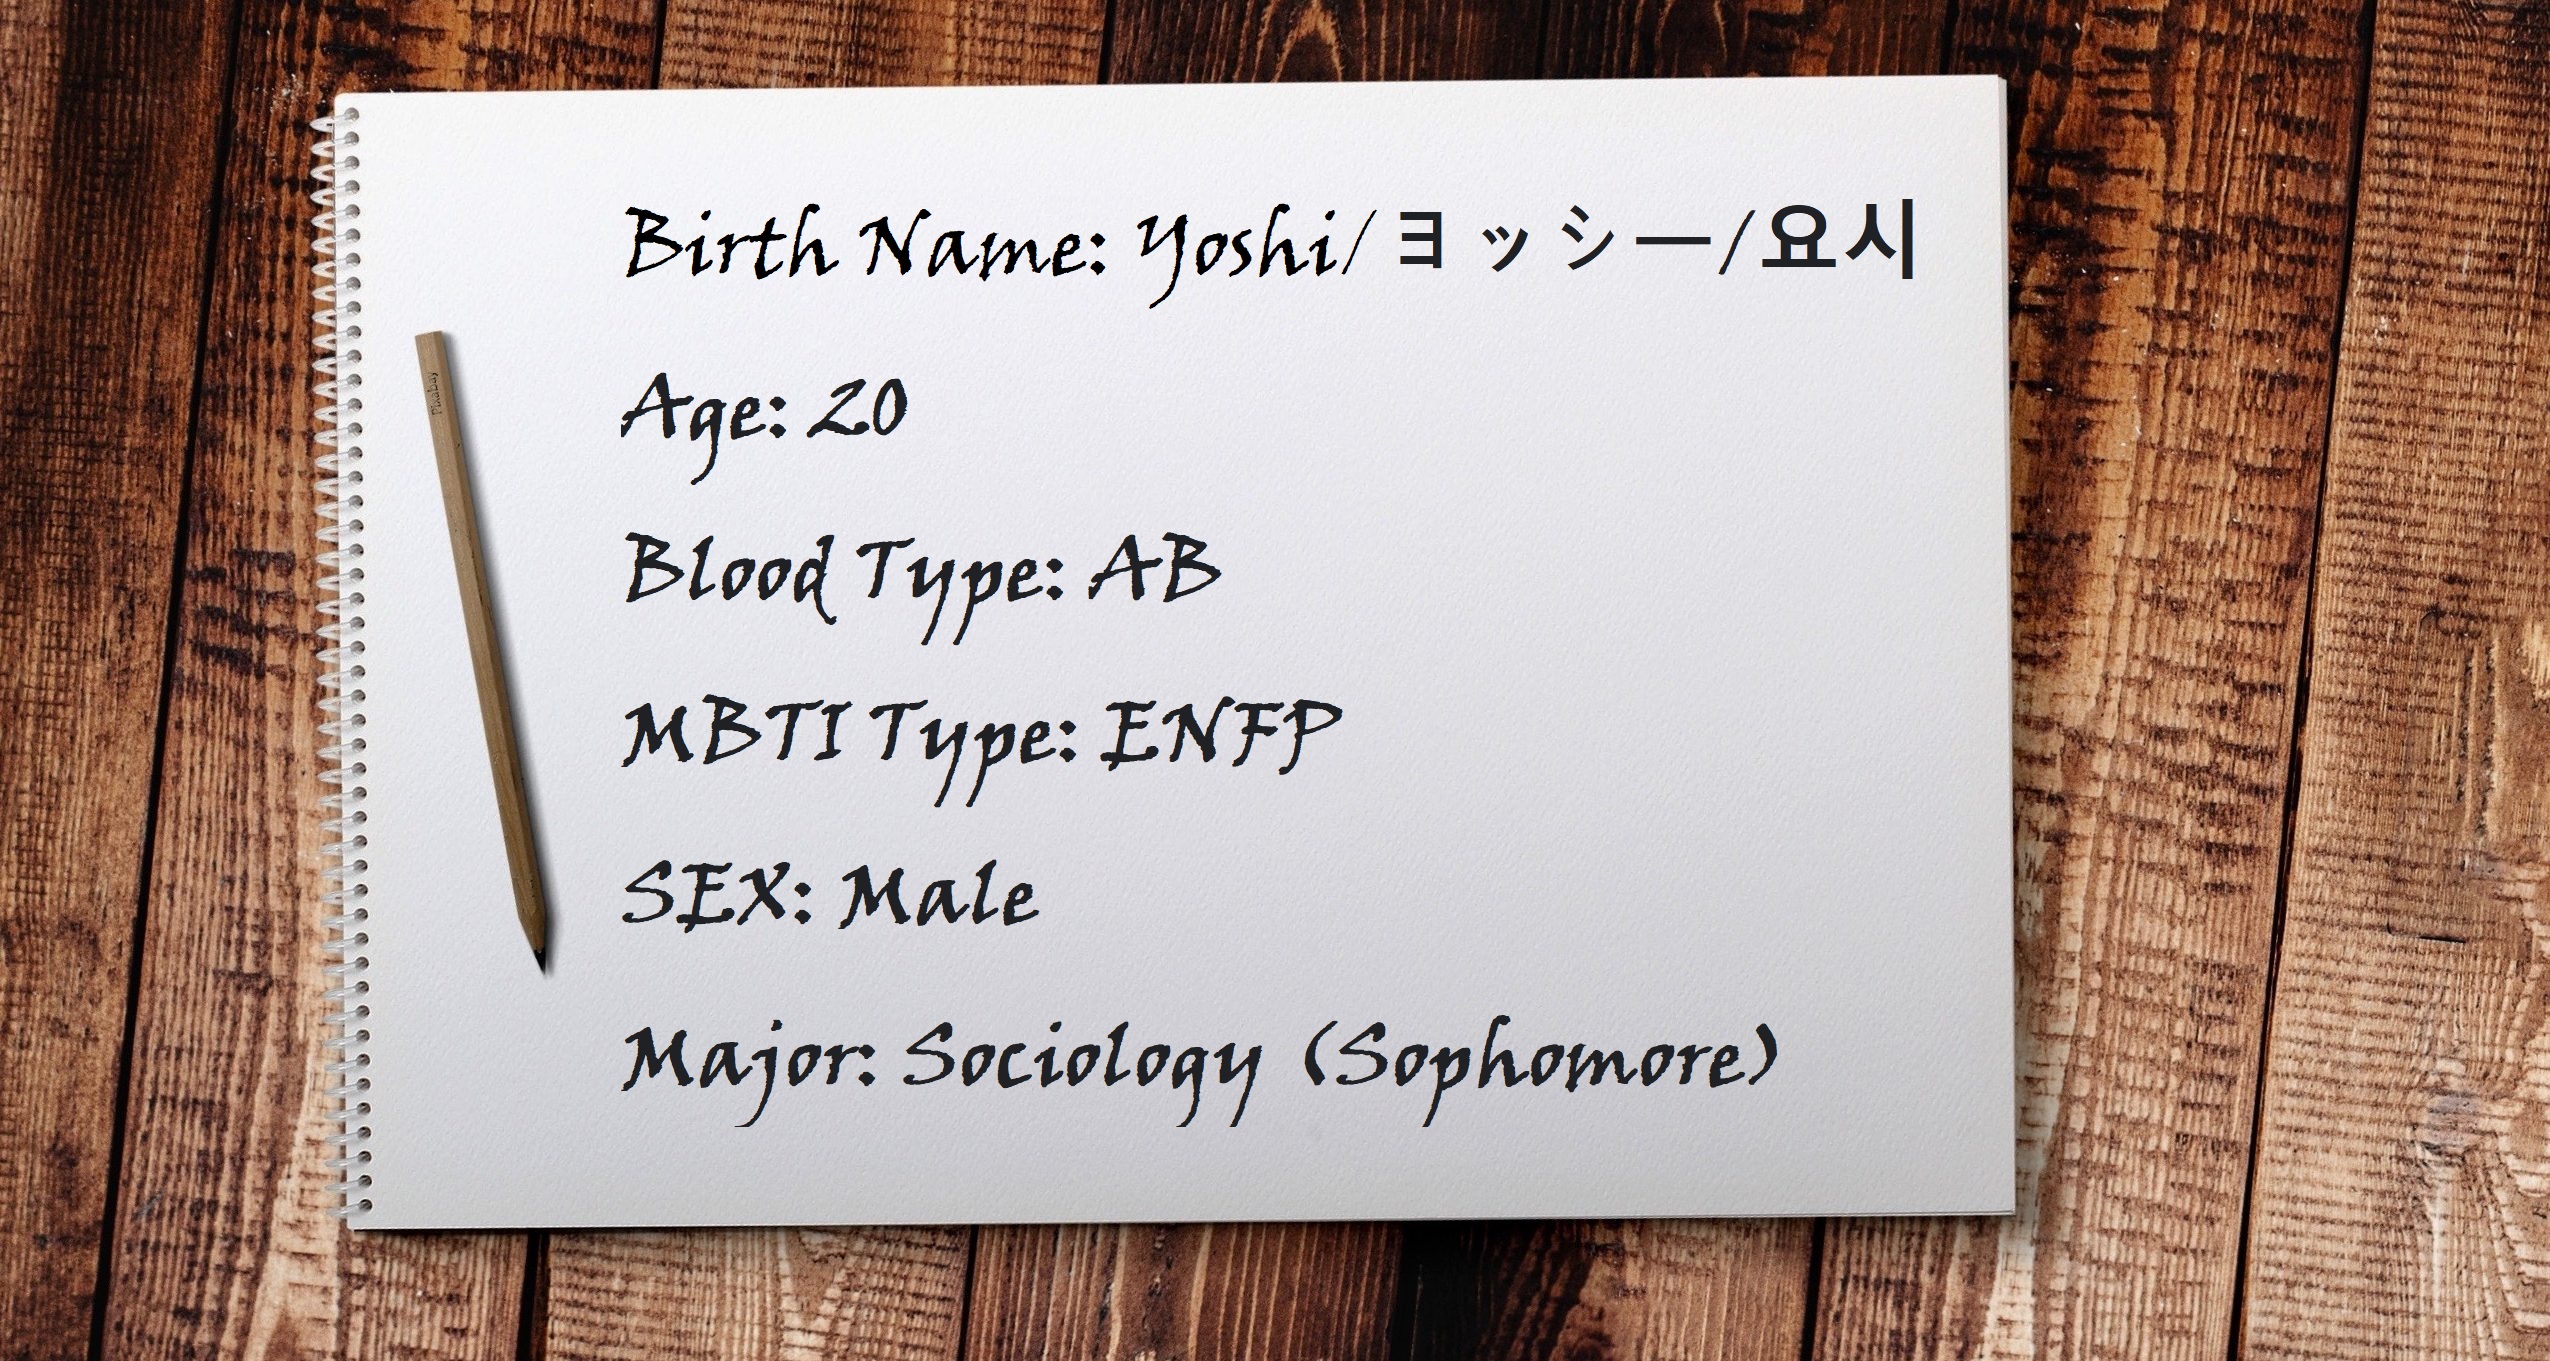 Birth Name: Yoshi/ヨッシー/요시
Age: 20
Blood Type: AB
MBTI Type: ENFP
SEX: Male
Major: Sociology (Sophomore)
Pixabay